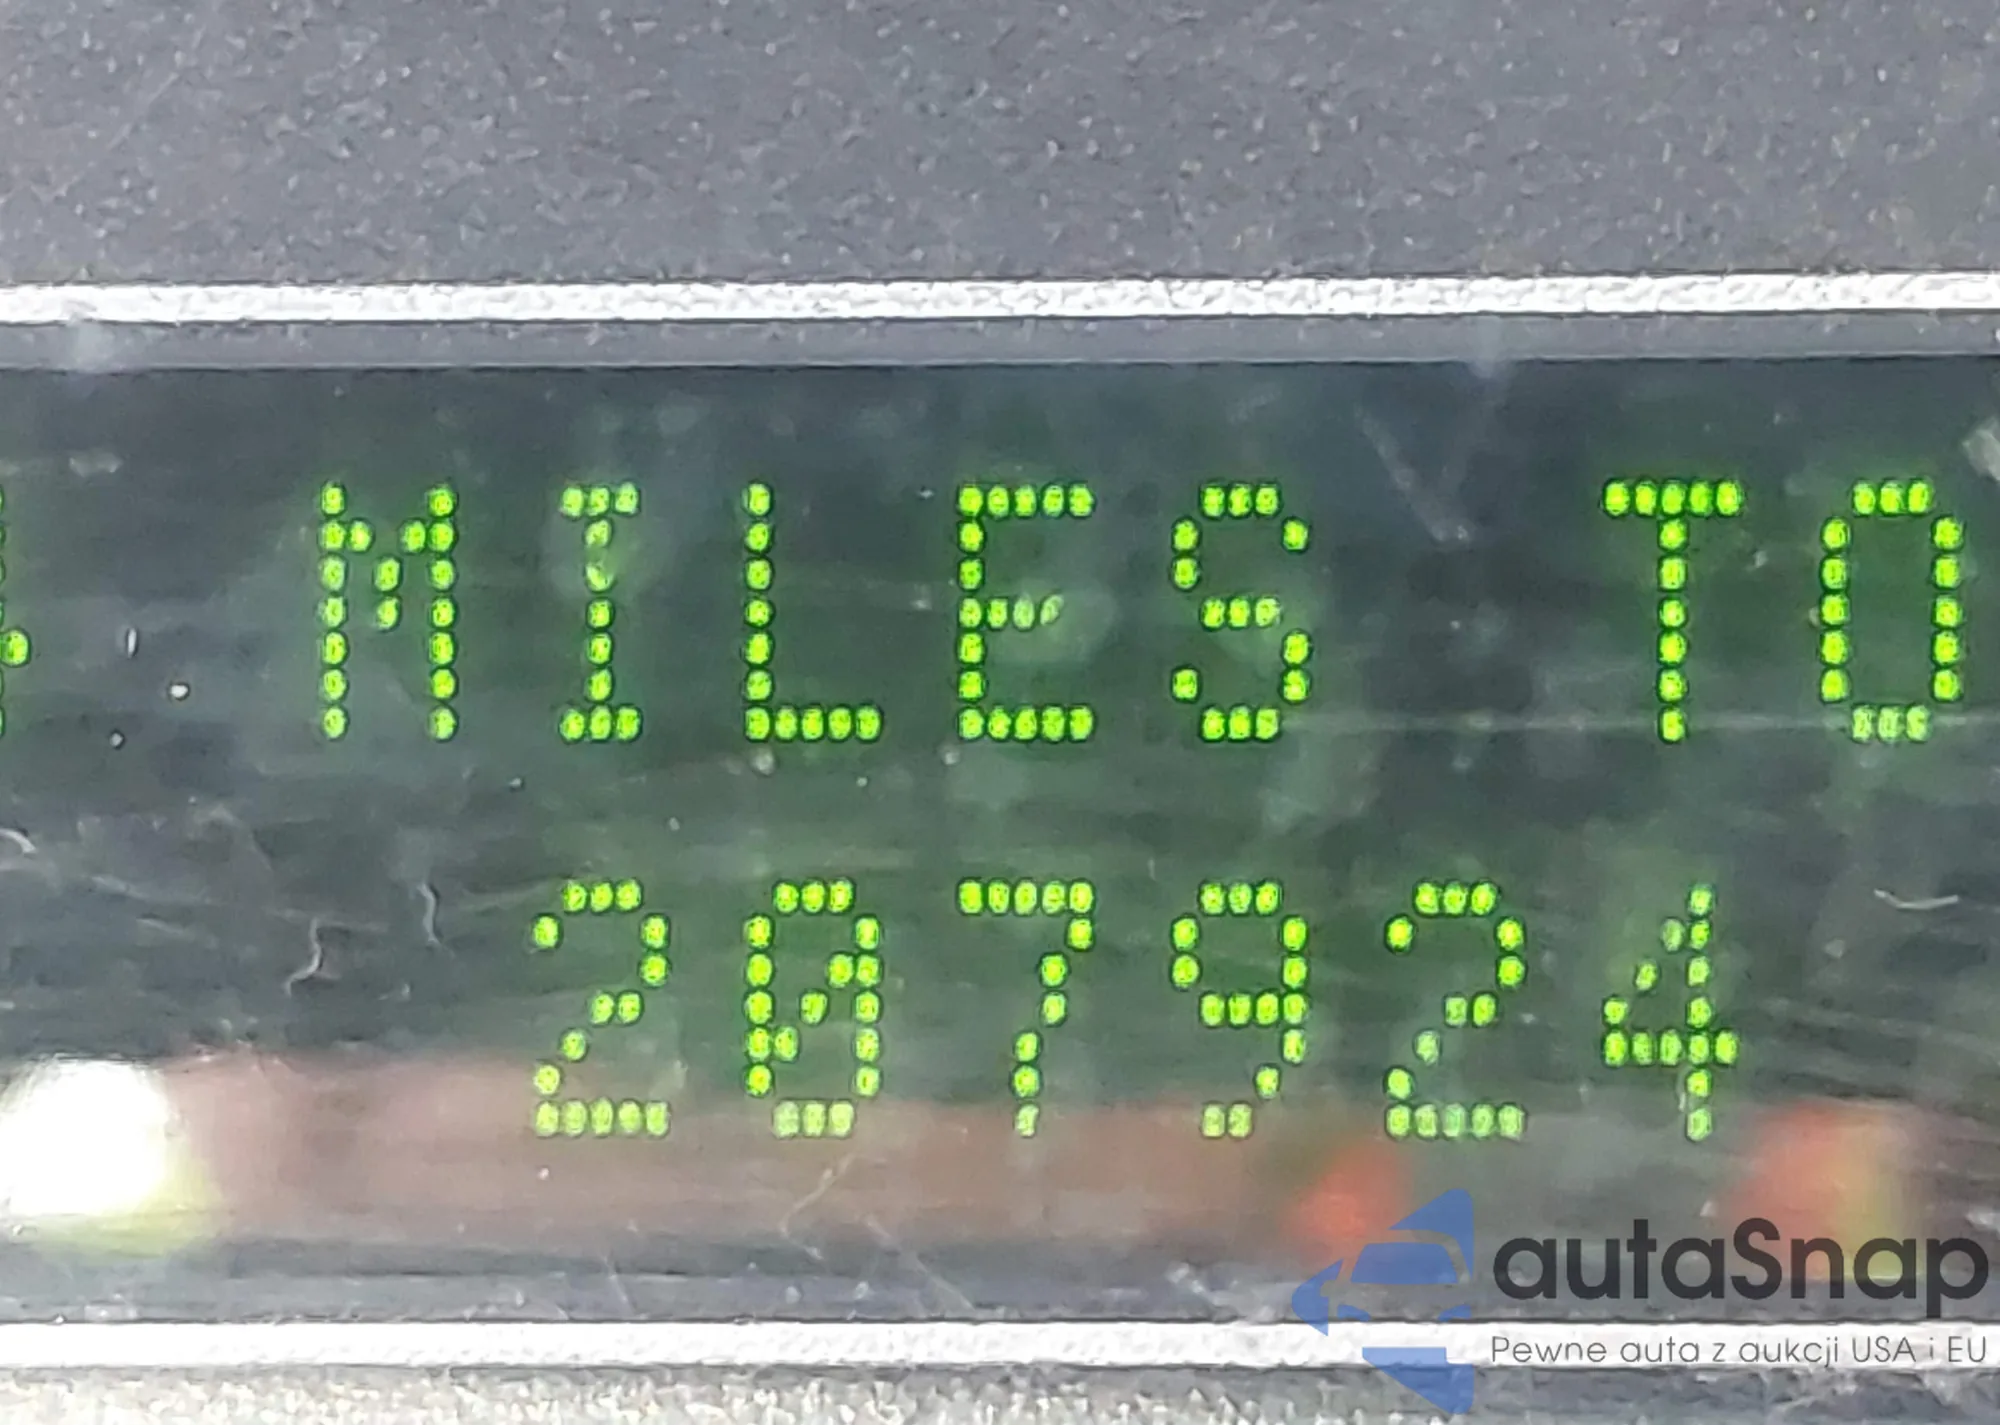 MILES TO
207924
autaSnap
Pewne auta z aukcji USA i EU